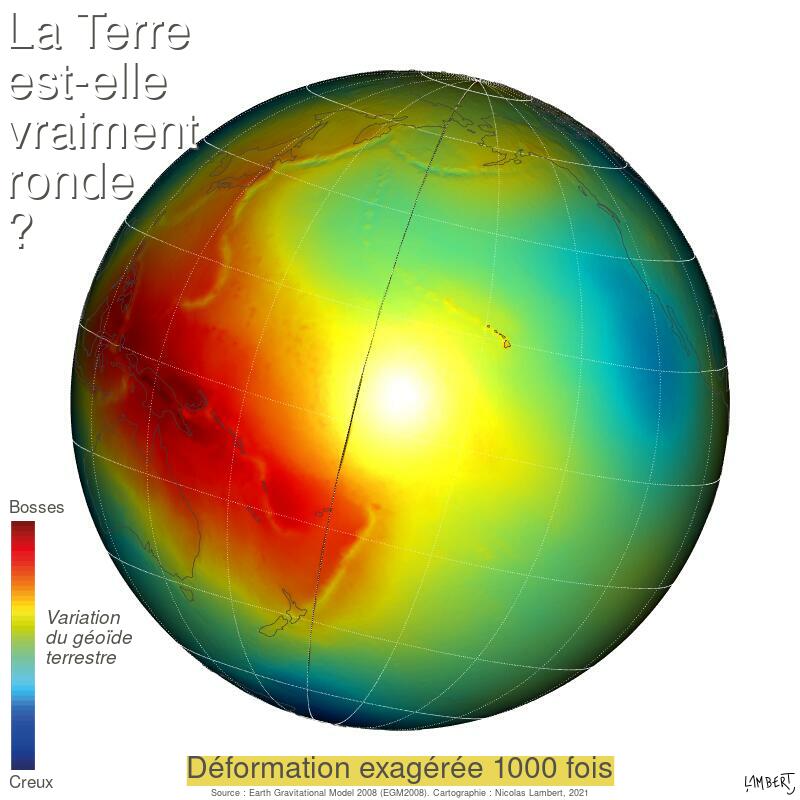 La Terre
est-elle
vraiment
ronde
?
Bosses
Variation
du géoïde
terrestre
Creux
Déformation exagérée 1000 fois
Source : Earth Gravitational Model 2008 (EGM2008). Cartographie : Nicolas Lambert, 2021
LAMBERT